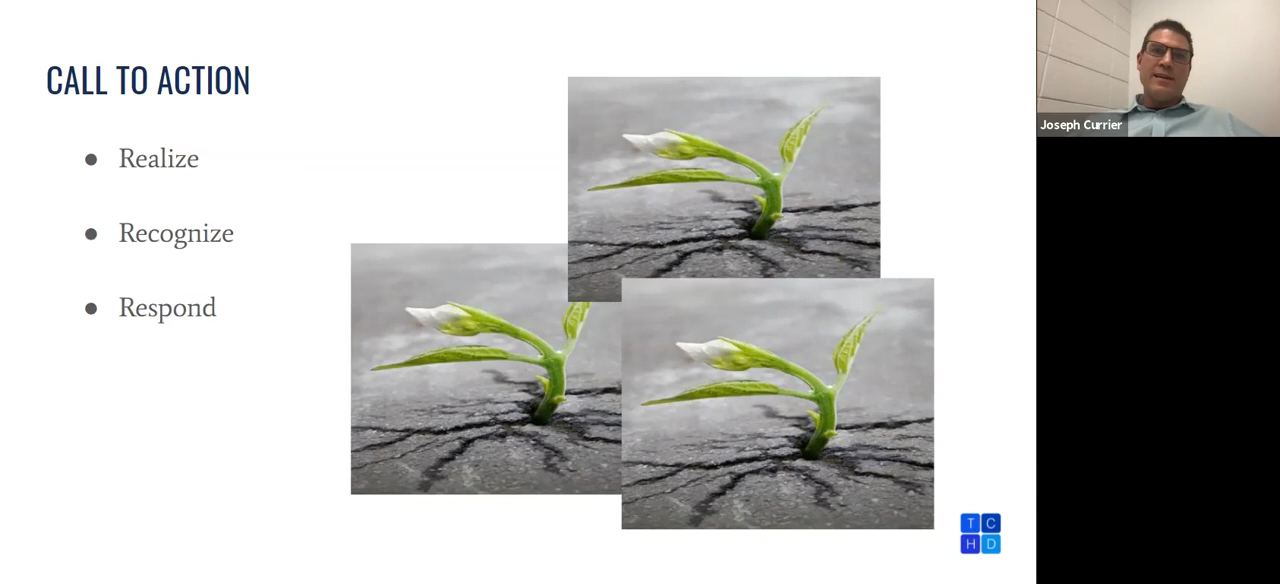 CALL TO ACTION
● Realize
● Recognize
● Respond
Joseph Currier
T C
H D